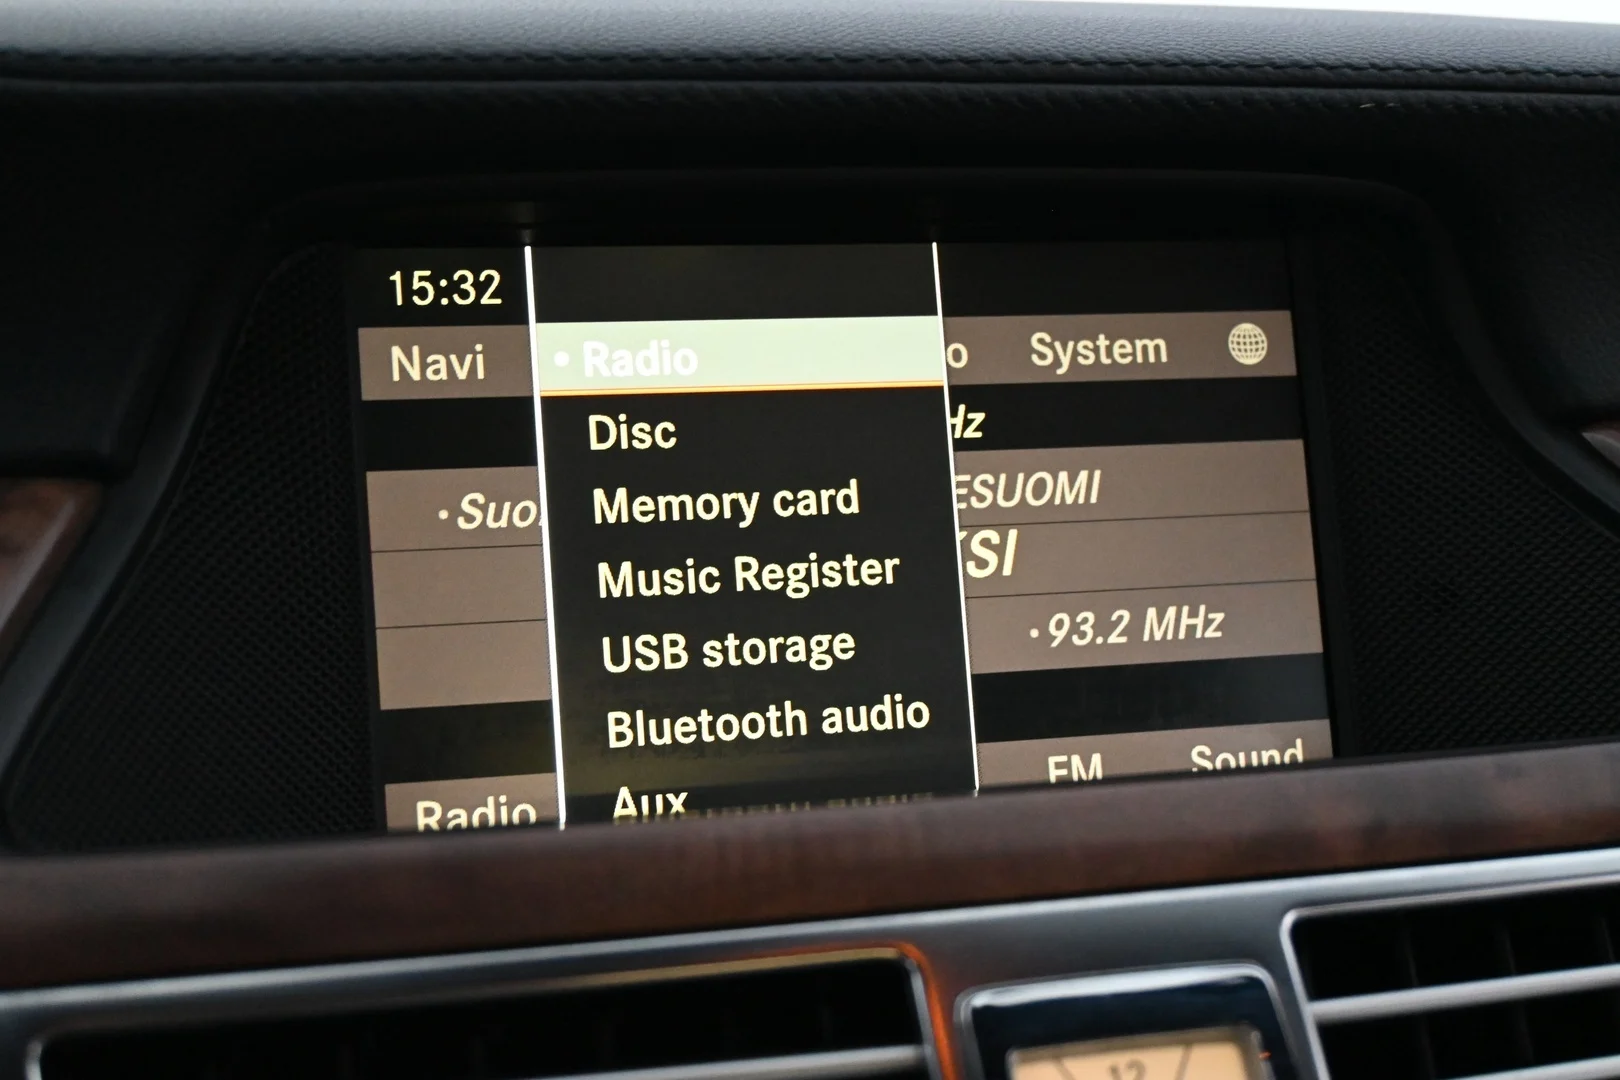 15:32
Navi
• Radio
System
Disc
Hz
Memory card
ESUOMI
• Suo
Music Register
SI
USB storage
• 93.2 MHz
Bluetooth audio
FM
Sound
Radio
Aux
12